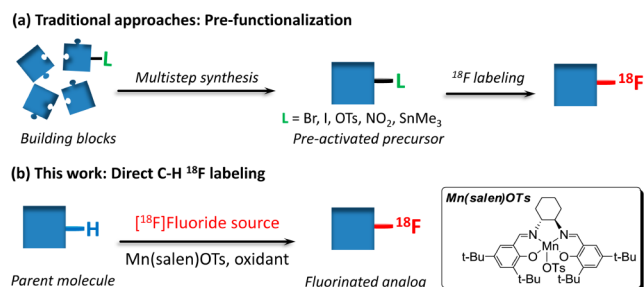 (a) Traditional approaches: Pre-functionalization
L
Multistep synthesis
L
¹⁸F labeling
¹⁸F
L = Br, I, OTs, NO₂, SnMe₃
Building blocks
Pre-activated precursor
(b) This work: Direct C-H ¹⁸F labeling
H
[¹⁸F]Fluoride source
Mn(salen)OTs, oxidant
¹⁸F
Parent molecule
Fluorinated analog
Mn(salen)OTs
N N
Mn
t-Bu O O t-Bu
OTs
t-Bu t-Bu